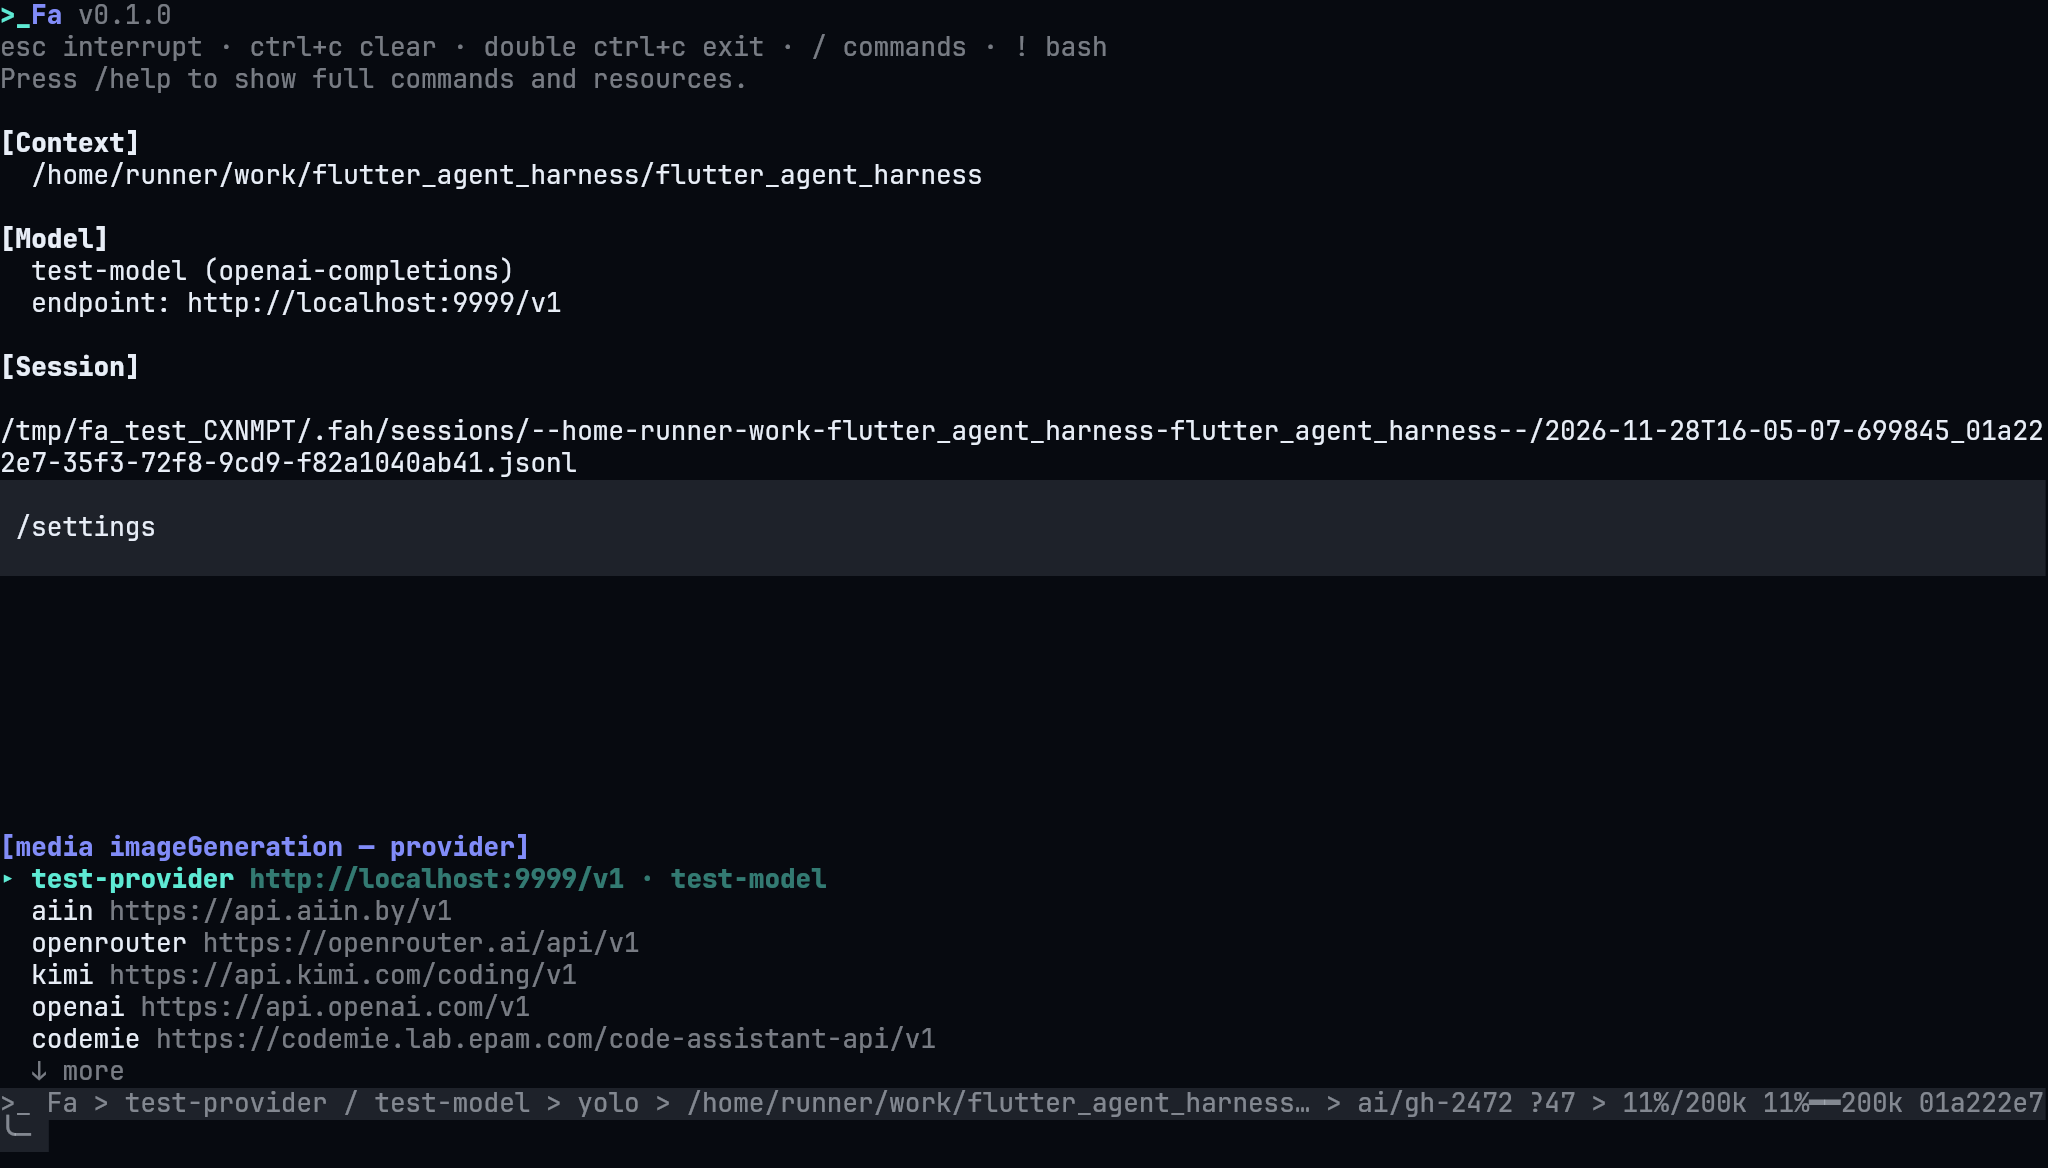 >_Fa v0.1.0
esc interrupt · ctrl+c clear · double ctrl+c exit · / commands · ! bash
Press /help to show full commands and resources.
[Context]
/home/runner/work/flutter_agent_harness/flutter_agent_harness
[Model]
test-model (openai-completions)
endpoint: http://localhost:9999/v1
[Session]
/tmp/fa_test_CXNMPT/.fah/sessions/--home-runner-work-flutter_agent_harness-flutter_agent_harness--/2026-11-28T16-05-07-699845_01a22
2e7-35f3-72f8-9cd9-f82a1040ab41.jsonl
/settings
[media imageGeneration — provider]
▸ test-provider http://localhost:9999/v1 · test-model
aiin https://api.aiin.by/v1
openrouter https://openrouter.ai/api/v1
kimi https://api.kimi.com/coding/v1
openai https://api.openai.com/v1
codemie https://codemie.lab.epam.com/code-assistant-api/v1
↓ more
>_ Fa > test-provider / test-model > yolo > /home/runner/work/flutter_agent_harness… > ai/gh-2472 ?47 > 11%/200k 11%━━200k 01a222e7